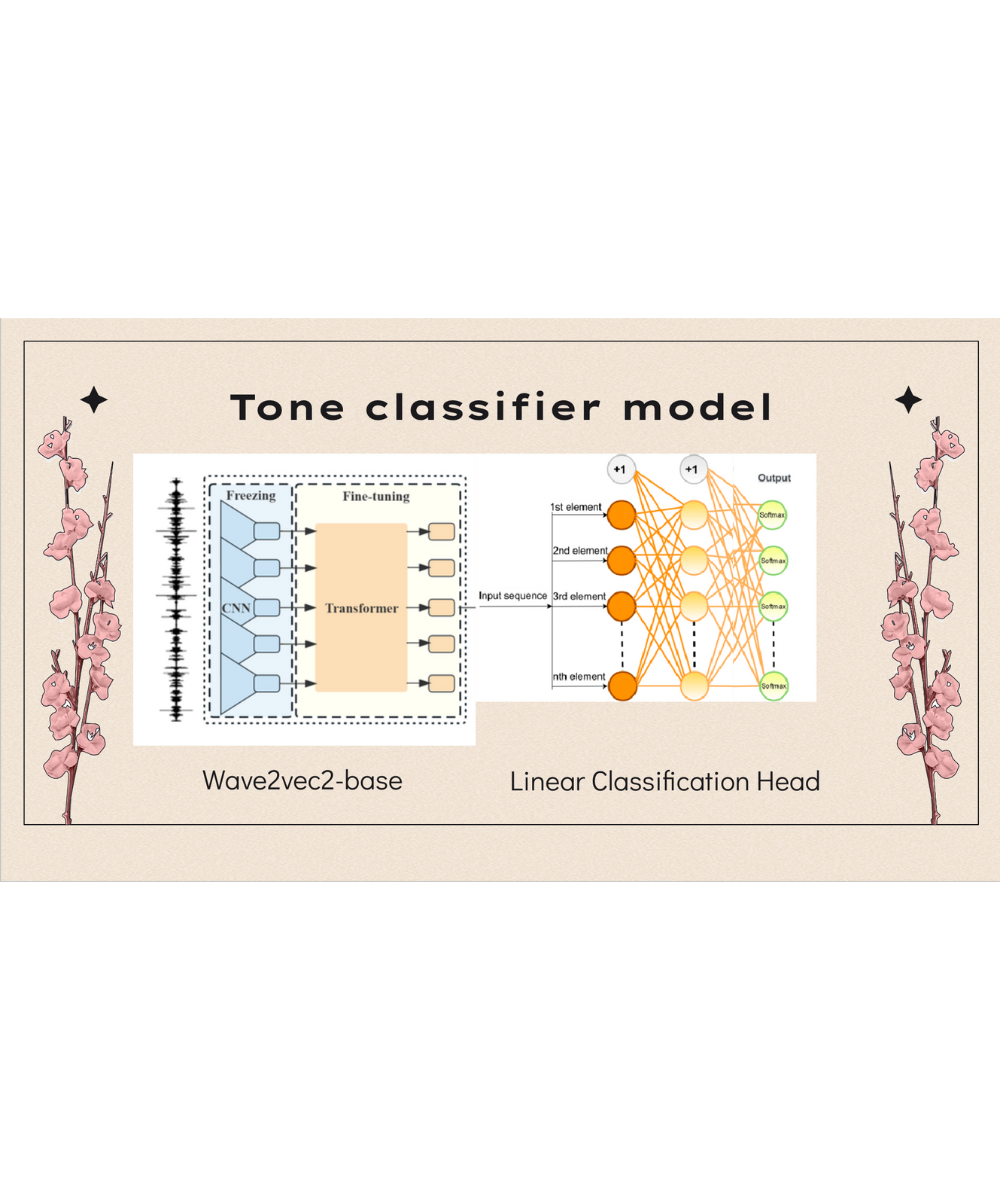 Tone classifier model
Freezing
Fine-tuning
CNN
Transformer
Input sequence
+1
+1
Output
1st element
2nd element
3rd element
nth element
Softmax
Softmax
Softmax
Softmax
Wave2vec2-base
Linear Classification Head